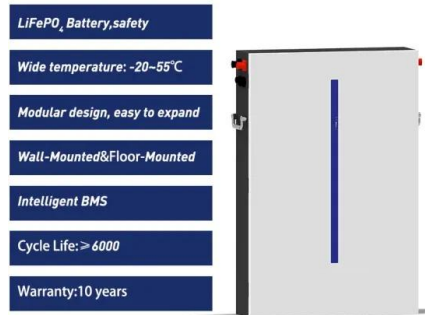 LiFePO₄ Battery,safety
Wide temperature: -20~55℃
Modular design, easy to expand
Wall-Mounted&Floor-Mounted
Intelligent BMS
Cycle Life:≥6000
Warranty:10 years